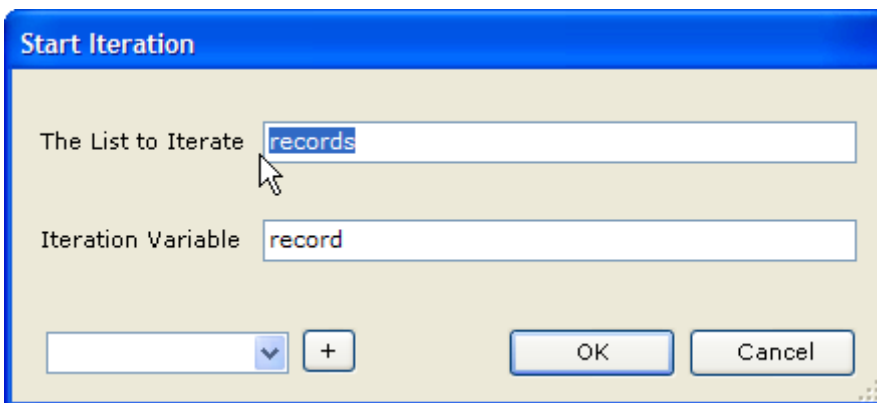 Start Iteration
The List to Iterate records
Iteration Variable record
+ OK Cancel